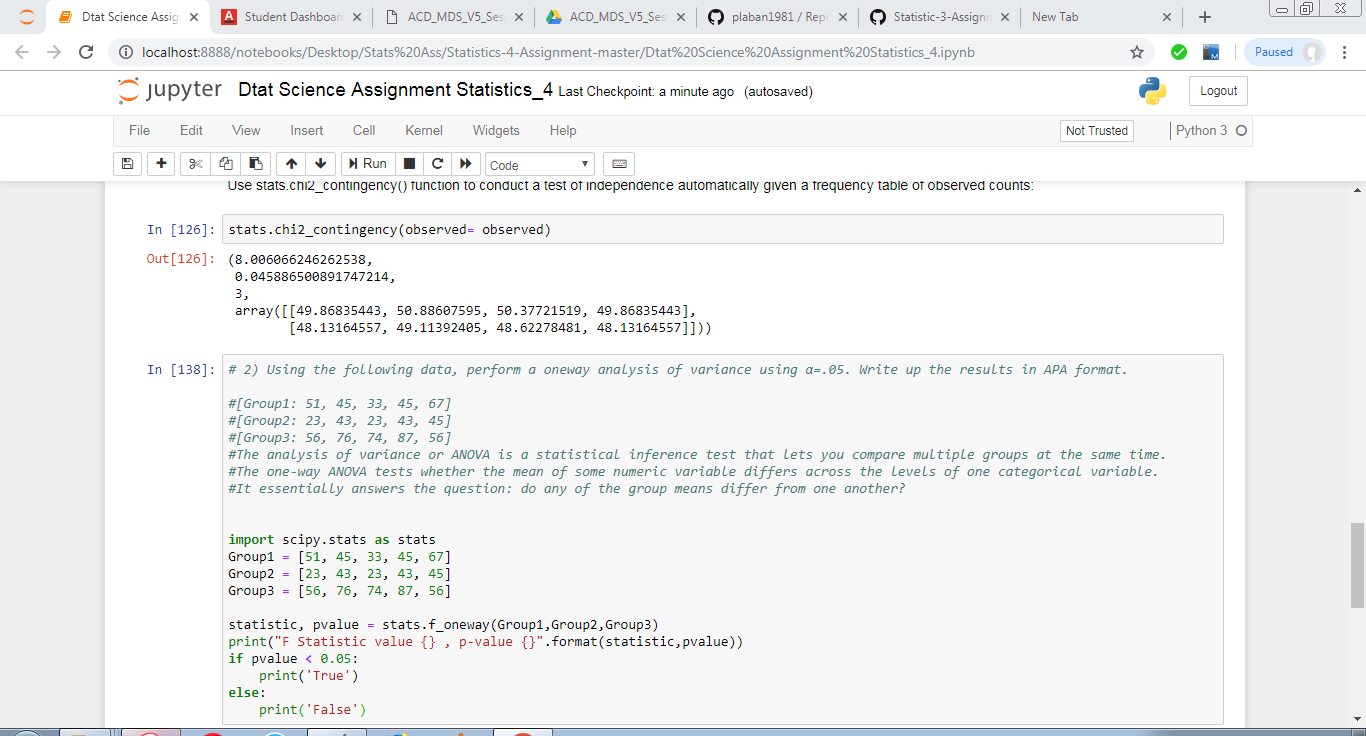 Dtat Science Assig
Student Dashboar
ACD_MDS_V5_Ses
ACD_MDS_V5_Ses
plaban1981 / Rep
Statistic-3-Assignm
New Tab
localhost:8888/notebooks/Desktop/Stats%20Ass/Statistics-4-Assignment-master/Dtat%20Science%20Assignment%20Statistics_4.ipynb
Paused
jupyter Dtat Science Assignment Statistics_4 Last Checkpoint: a minute ago (autosaved)
Logout
File Edit View Insert Cell Kernel Widgets Help
Not Trusted
Python 3
Run
Code
Use stats.chi2_contingency() function to conduct a test of independence automatically given a frequency table of observed counts:
In [126]: stats.chi2_contingency(observed= observed)
Out[126]: (8.006066246262538,
0.045886500891747214,
3,
array([[49.86835443, 50.88607595, 50.37721519, 49.86835443],
[48.13164557, 49.11392405, 48.62278481, 48.13164557]]))
In [138]: # 2) Using the following data, perform a oneway analysis of variance using α=.05. Write up the results in APA format.
#[Group1: 51, 45, 33, 45, 67]
#[Group2: 23, 43, 23, 43, 45]
#[Group3: 56, 76, 74, 87, 56]
#The analysis of variance or ANOVA is a statistical inference test that lets you compare multiple groups at the same time.
#The one-way ANOVA tests whether the mean of some numeric variable differs across the levels of one categorical variable.
#It essentially answers the question: do any of the group means differ from one another?
import scipy.stats as stats
Group1 = [51, 45, 33, 45, 67]
Group2 = [23, 43, 23, 43, 45]
Group3 = [56, 76, 74, 87, 56]
statistic, pvalue = stats.f_oneway(Group1,Group2,Group3)
print("F Statistic value {} , p-value {}".format(statistic,pvalue))
if pvalue < 0.05:
print('True')
else:
print('False')